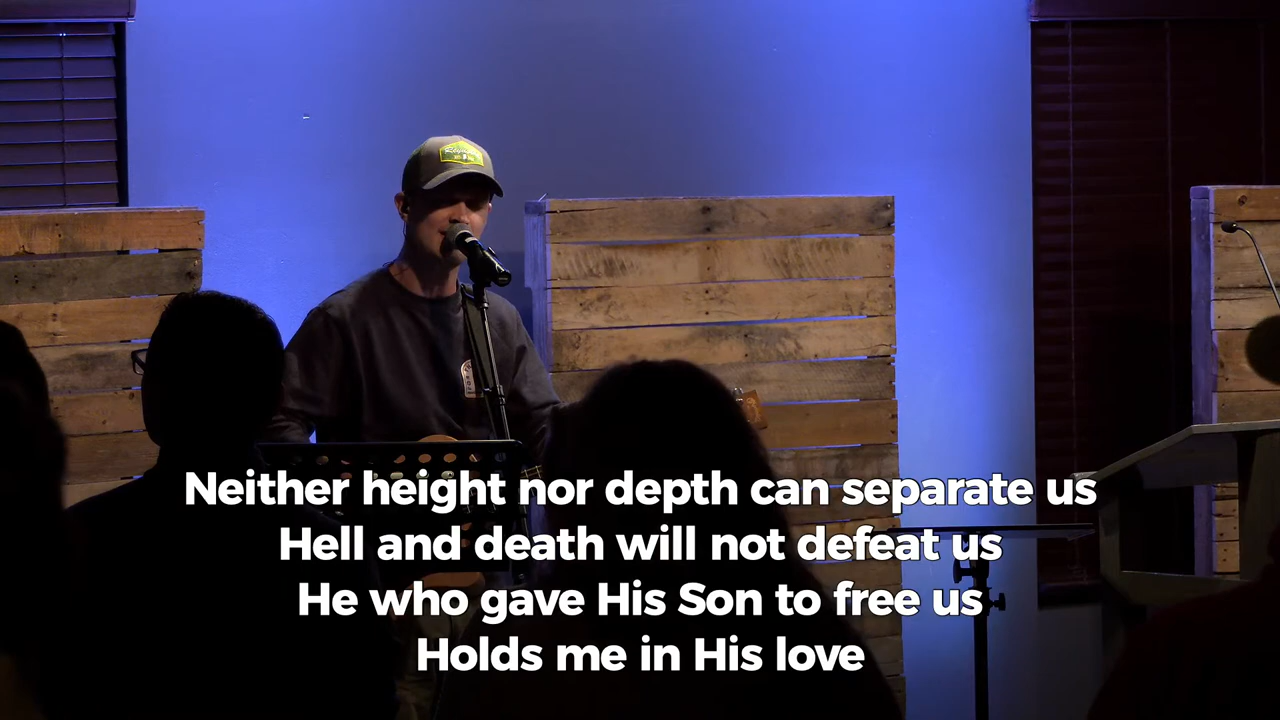 Neither height nor depth can separate us
Hell and death will not defeat us
He who gave His Son to free us
Holds me in His love